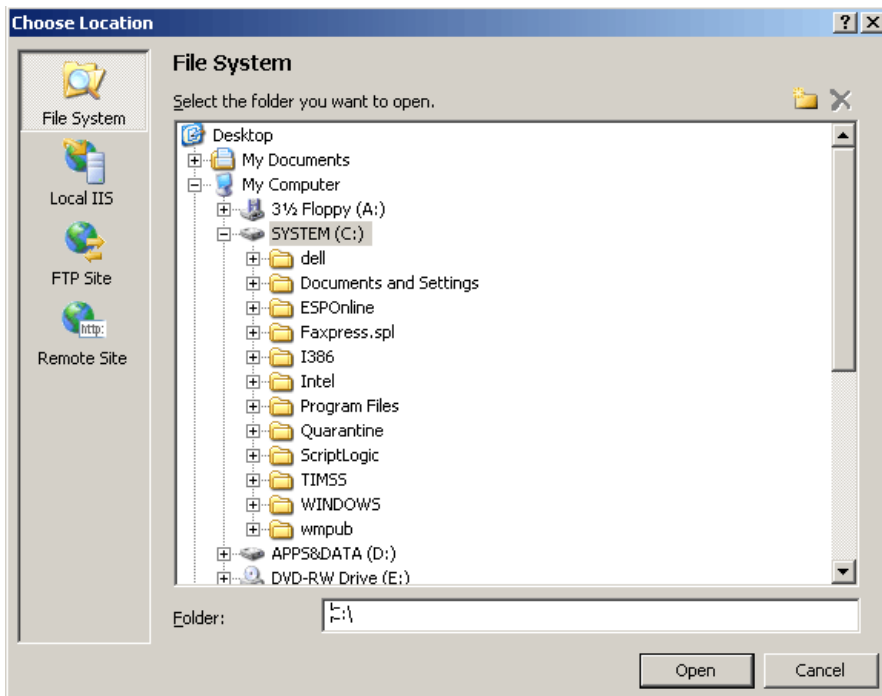 Choose Location
File System
Select the folder you want to open.
File System
Local IIS
FTP Site
http:
Remote Site
Desktop
My Documents
My Computer
3½ Floppy (A:)
SYSTEM (C:)
dell
Documents and Settings
ESPOnline
Faxpress.spl
I386
Intel
Program Files
Quarantine
ScriptLogic
TIMSS
WINDOWS
wmpub
APPS&DATA (D:)
DVD-RW Drive (E:)
Folder:
Open
Cancel